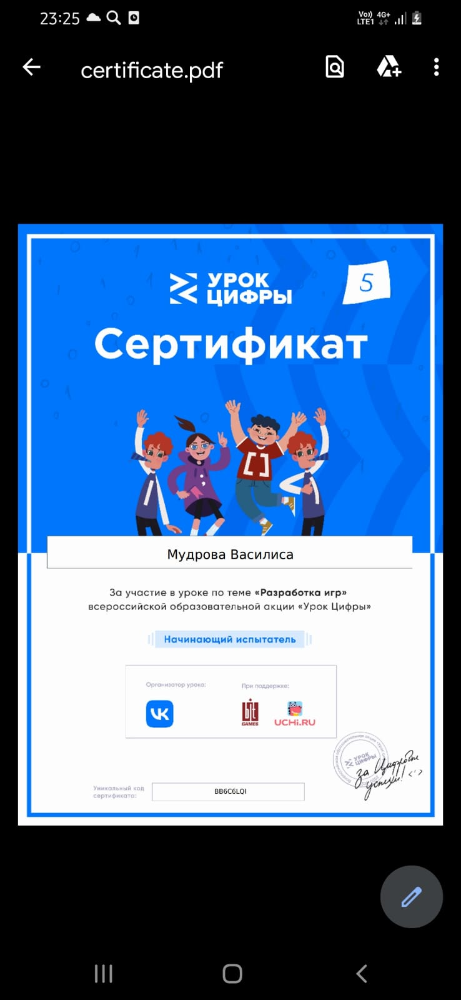 23:25
Vo)) 4G+
LTE1
certificate.pdf
УРОК
ЦИФРЫ
5
Сертификат
Мудрова Василиса
За участие в уроке по теме «Разработка игр»
всероссийской образовательной акции «Урок Цифры»
Начинающий испытатель
Организатор урока:
При поддержке:
VK
bit
GAMES
UCHi.RU
УРОК
ЦИФРЫ
за Цифровые
успехи!
Уникальный код
сертификата:
BB6C6LQI